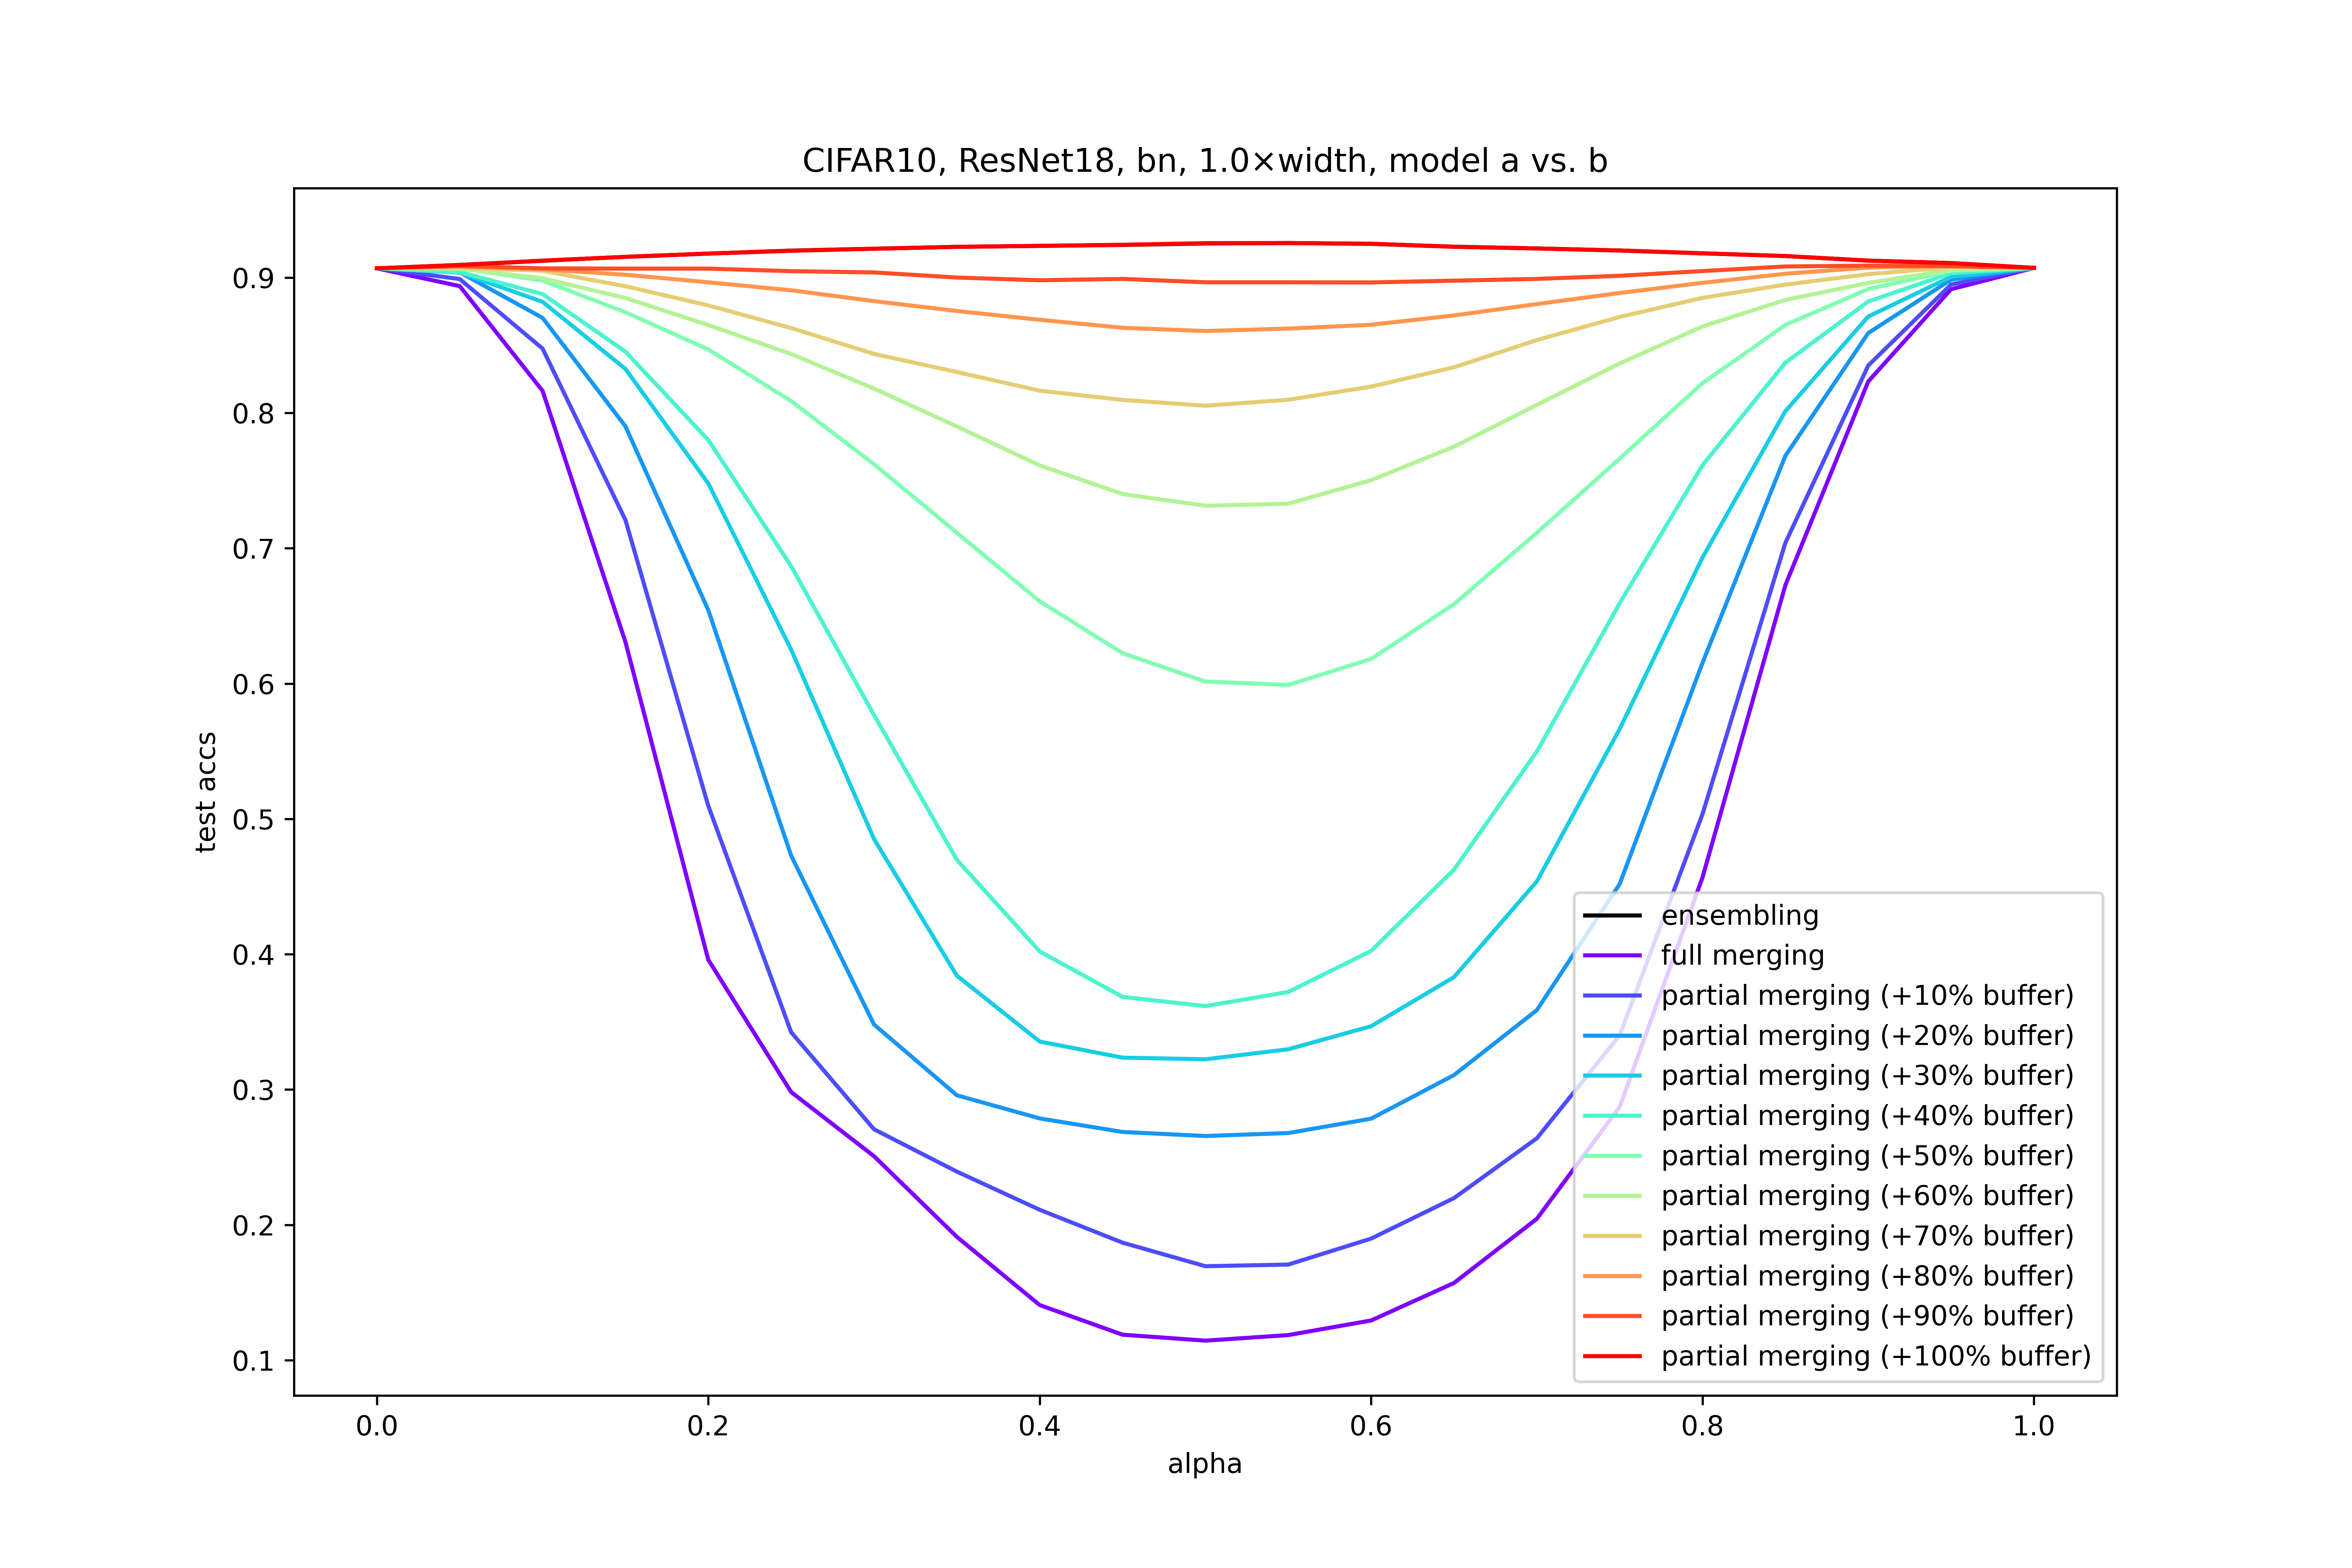 CIFAR10, ResNet18, bn, 1.0×width, model a vs. b
test accs
0.9
0.8
0.7
0.6
0.5
0.4
0.3
0.2
0.1
ensembling
full merging
partial merging (+10% buffer)
partial merging (+20% buffer)
partial merging (+30% buffer)
partial merging (+40% buffer)
partial merging (+50% buffer)
partial merging (+60% buffer)
partial merging (+70% buffer)
partial merging (+80% buffer)
partial merging (+90% buffer)
partial merging (+100% buffer)
0.0 0.2 0.4 0.6 0.8 1.0
alpha